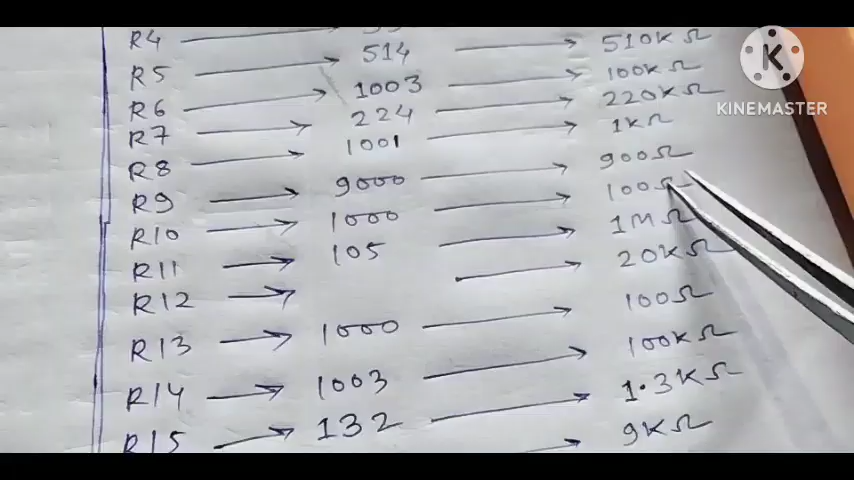 R4 →
R5 → 514 → 510KΩ
R6 → 1003 → 100KΩ
R7 → 224 → 220KΩ
R8 → 1001 → 1KΩ
R9 → 9000 → 900Ω
R10 → 1000 → 100Ω
R11 → 105 → 1MΩ
R12 → → 20KΩ
R13 → 1000 → 100Ω
R14 → 1003 → 100KΩ
R15 → 132 → 1.3KΩ
→ 9KΩ
K
KINEMASTER